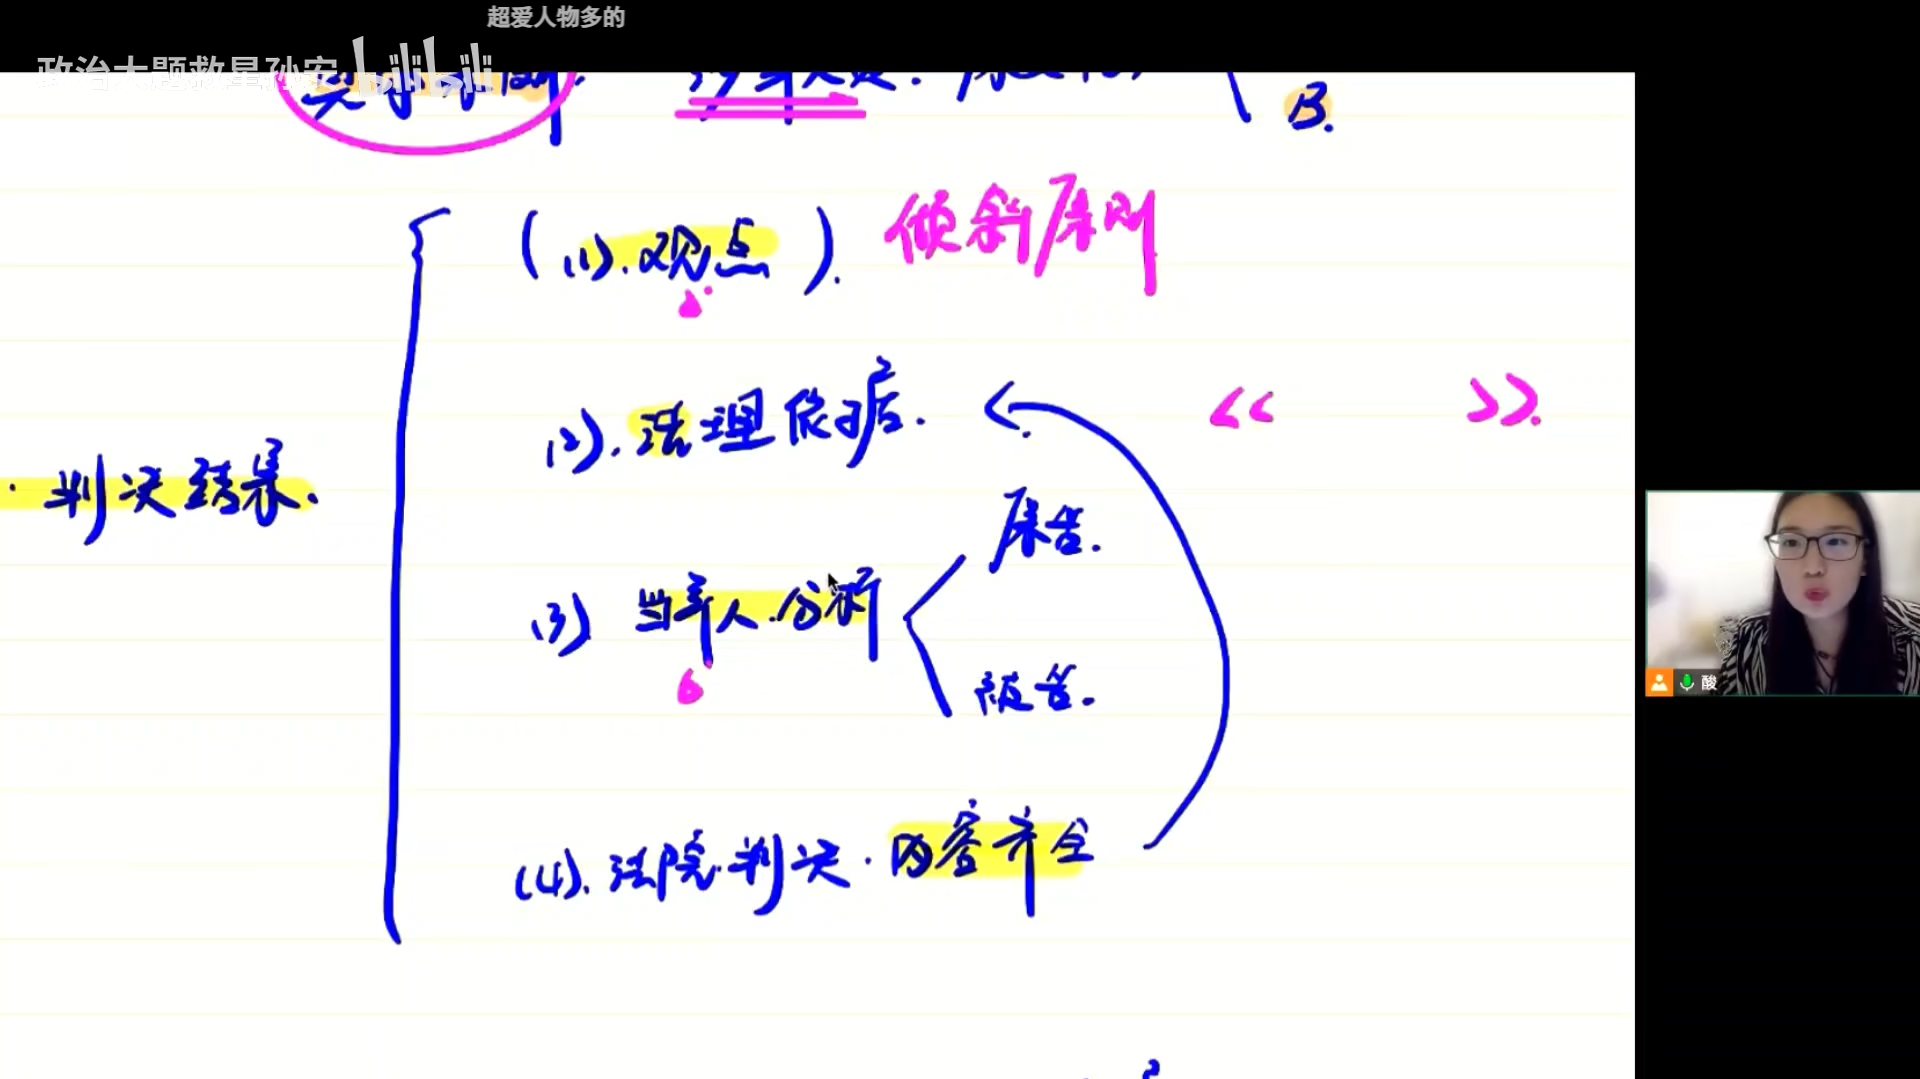 超爱人物多的
政治大题救星孙安 bilibili
B.
((1).观点). 倾斜原则
(2).法理依据. 《 》.
原告.
·判决结果.
(3) 当事人.分析
被告.
酸
(4).法院.判决.内容齐全